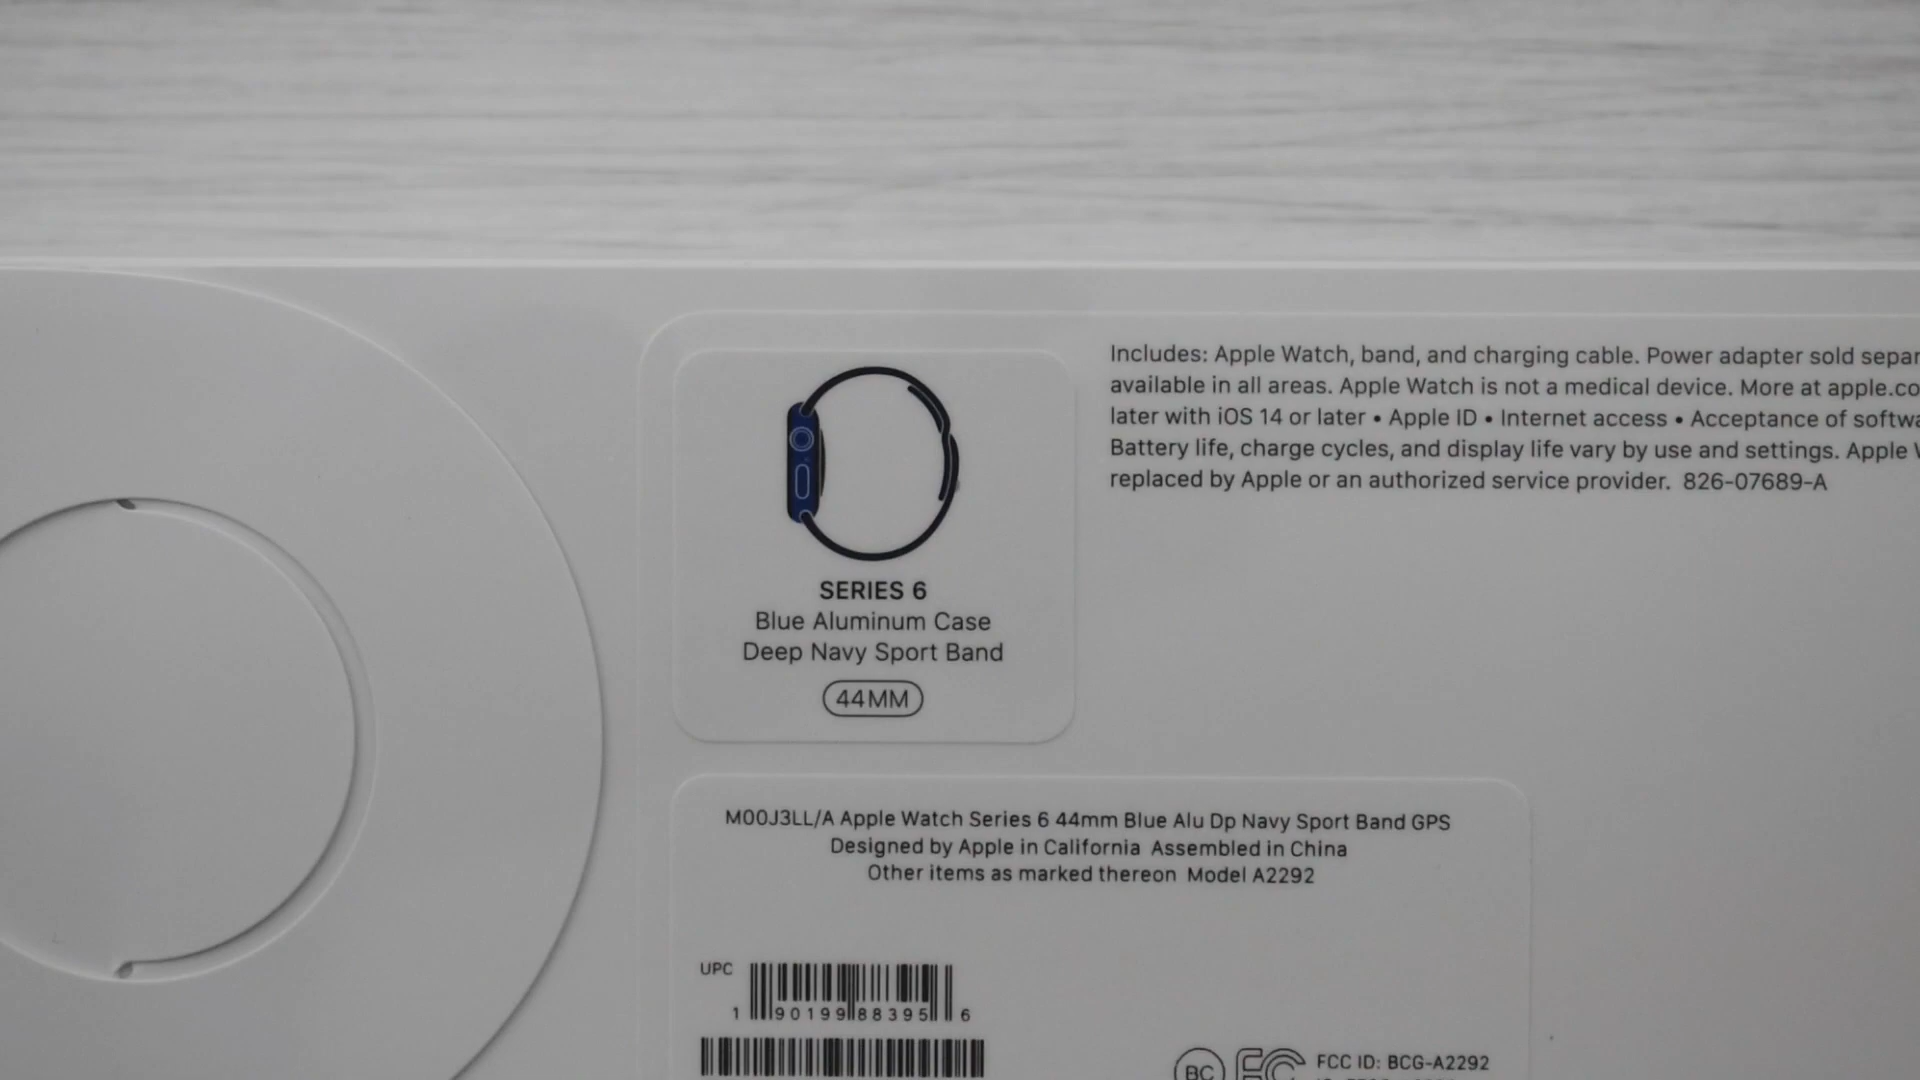 Includes: Apple Watch, band, and charging cable. Power adapter sold
available in all areas. Apple Watch is not a medical device. More at
later with iOS 14 or later • Apple ID • Internet access • Acceptance of
Battery life, charge cycles, and display life vary by use and settings. Apple
replaced by Apple or an authorized service provider. 826-07689-A
SERIES 6
Blue Aluminum Case
Deep Navy Sport Band
44MM
M00J3LL/A Apple Watch Series 6 44mm Blue Alu Dp Navy Sport Band GPS
Designed by Apple in California Assembled in China
Other items as marked thereon Model A2292
UPC
1 90199 88395 6
BC FC FCC ID: BCG-A2292